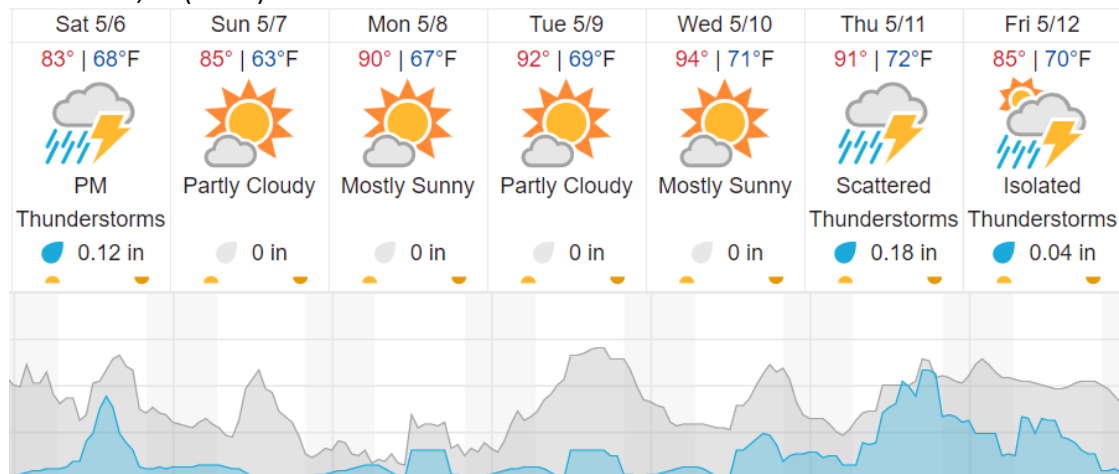 Sat 5/6 Sun 5/7 Mon 5/8 Tue 5/9 Wed 5/10 Thu 5/11 Fri 5/12
83° | 68°F 85° | 63°F 90° | 67°F 92° | 69°F 94° | 71°F 91° | 72°F 85° | 70°F
PM Partly Cloudy Mostly Sunny Partly Cloudy Mostly Sunny Scattered Isolated
Thunderstorms Thunderstorms Thunderstorms
0.12 in 0 in 0 in 0 in 0 in 0.18 in 0.04 in